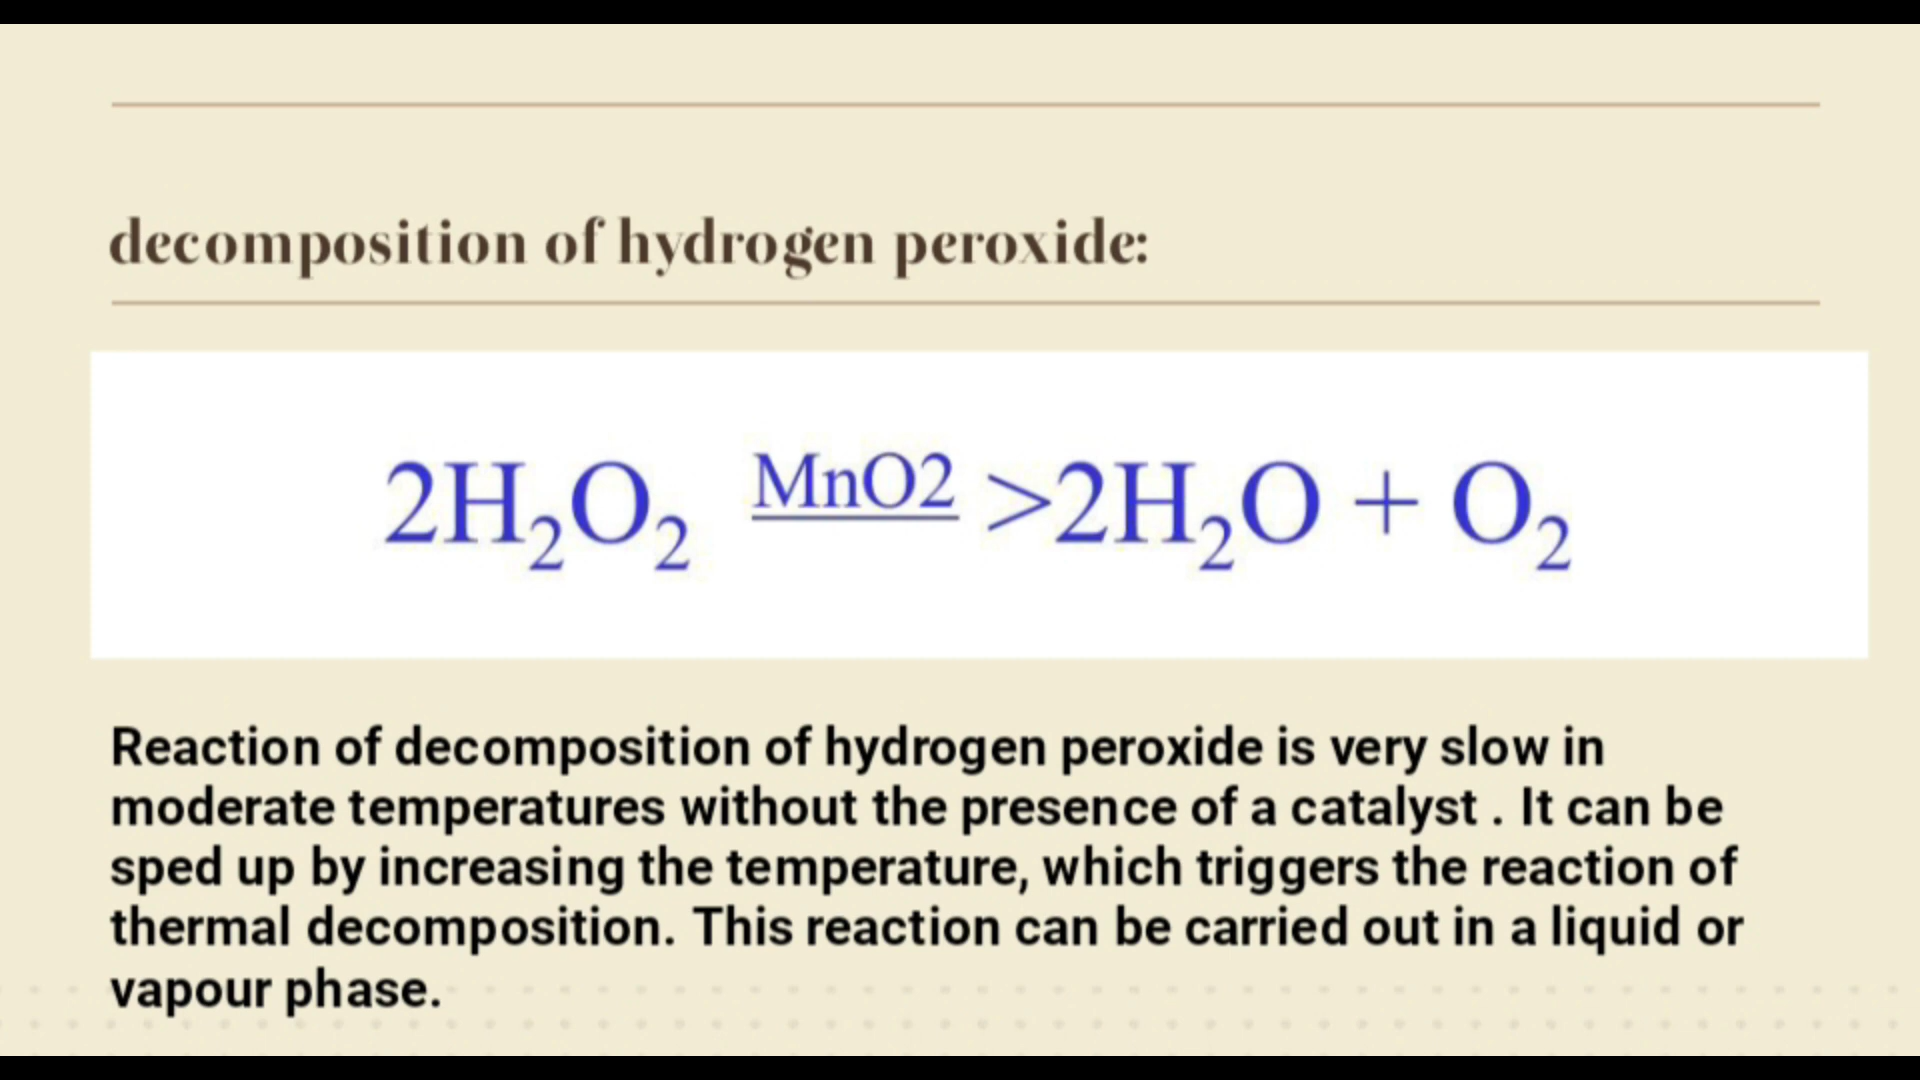 decomposition of hydrogen peroxide:
2H₂O₂ MnO2 >2H₂O + O₂
Reaction of decomposition of hydrogen peroxide is very slow in
moderate temperatures without the presence of a catalyst . It can be
sped up by increasing the temperature, which triggers the reaction of
thermal decomposition. This reaction can be carried out in a liquid or
vapour phase.